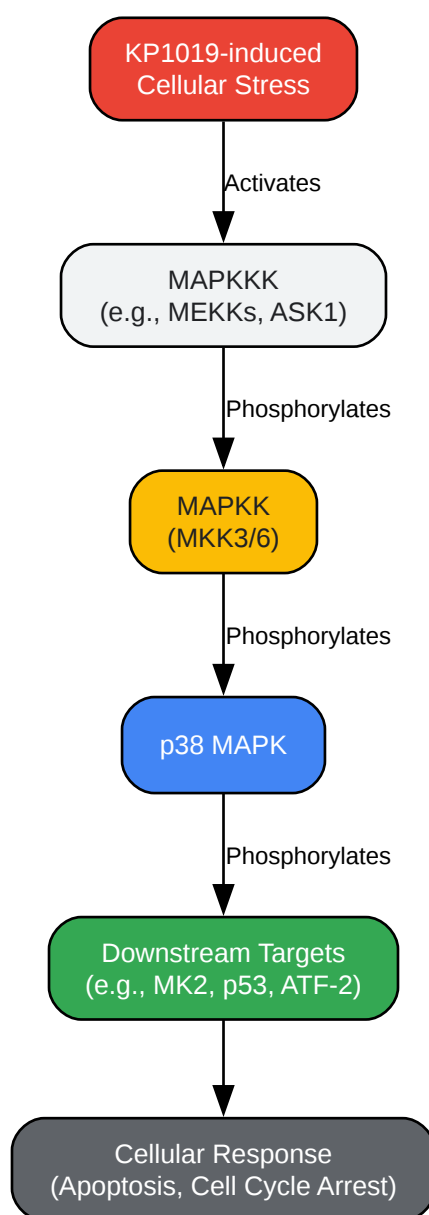 KP1019-induced
Cellular Stress
Activates
MAPKKK
(e.g., MEKKs, ASK1)
Phosphorylates
MAPKK
(MKK3/6)
Phosphorylates
p38 MAPK
Phosphorylates
Downstream Targets
(e.g., MK2, p53, ATF-2)
Cellular Response
(Apoptosis, Cell Cycle Arrest)